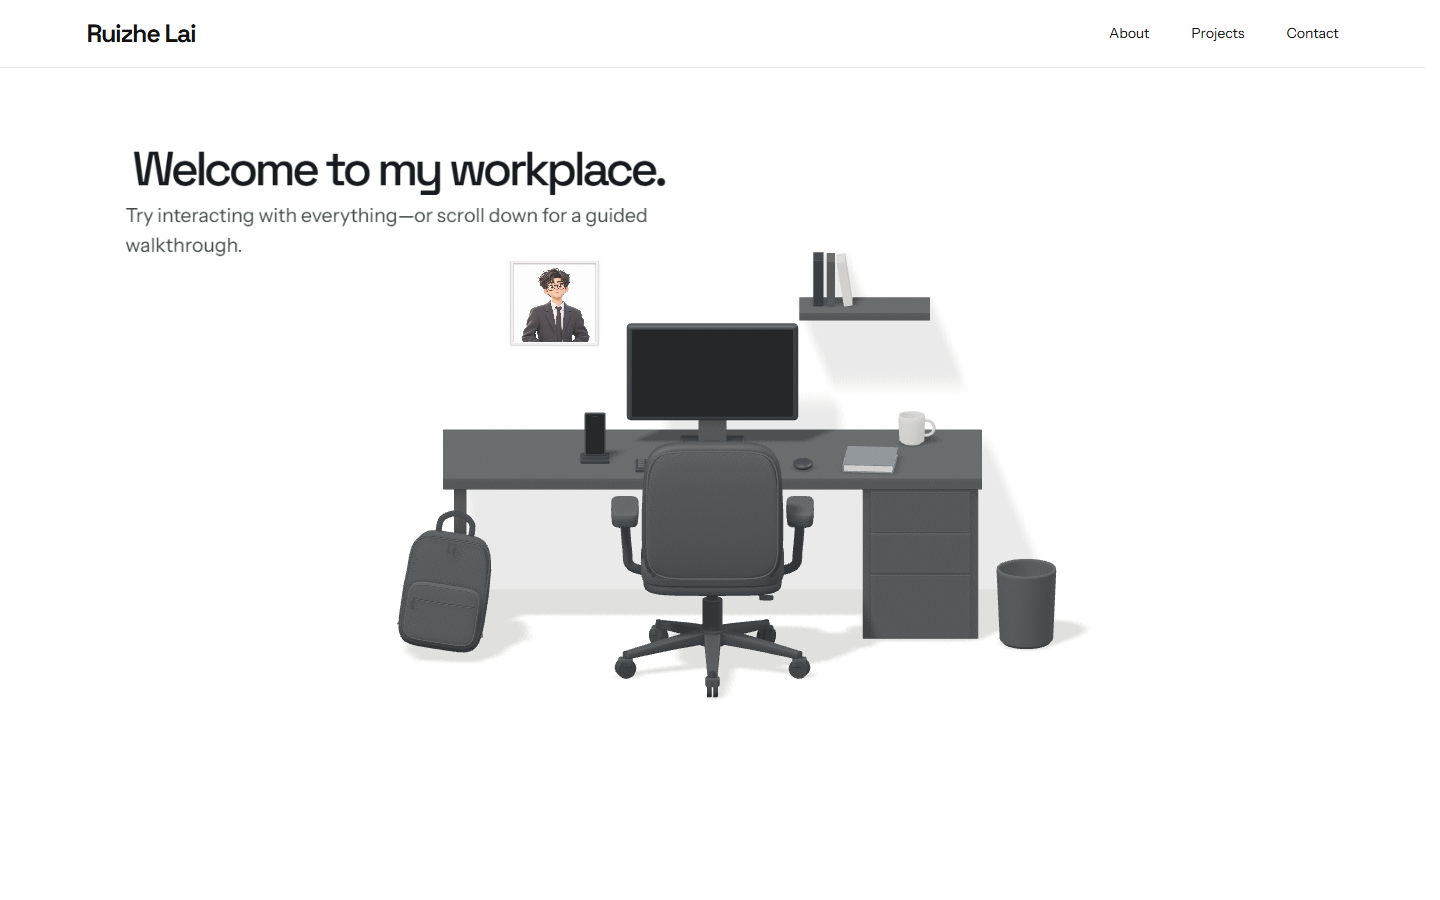 Ruizhe Lai
About
Projects
Contact
Welcome to my workplace.
Try interacting with everything—or scroll down for a guided
walkthrough.